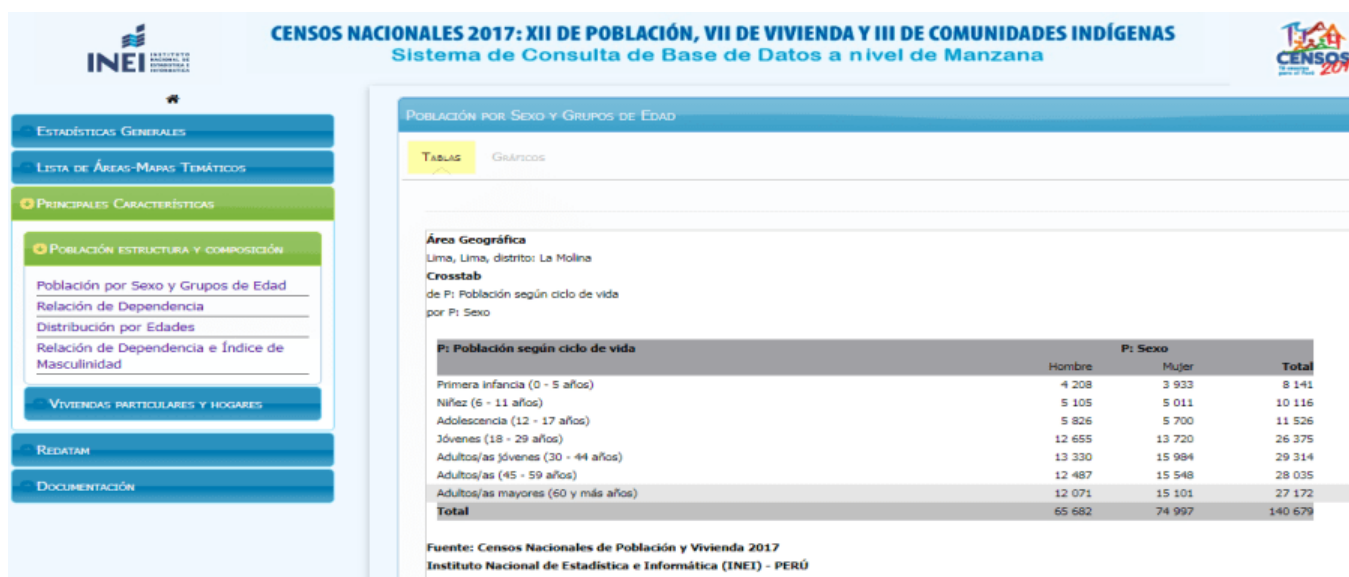 INEI
INSTITUTO NACIONAL DE ESTADÍSTICA E INFORMÁTICA
CENSOS NACIONALES 2017: XII DE POBLACIÓN, VII DE VIVIENDA Y III DE COMUNIDADES INDÍGENAS
Sistema de Consulta de Base de Datos a nivel de Manzana
CENSOS
Estadísticas Generales
Lista de Áreas-Mapas Temáticos
Principales Características
Población estructura y composición
Población por Sexo y Grupos de Edad
Relación de Dependencia
Distribución por Edades
Relación de Dependencia e Índice de
Masculinidad
Viviendas particulares y hogares
Redatam
Documentación
Población por Sexo y Grupos de Edad
Tablas Gráficos
Área Geográfica
Lima, Lima, distrito: La Molina
Crosstab
de P: Población según ciclo de vida
por P: Sexo
P: Población según ciclo de vida P: Sexo
Hombre Mujer Total
Primera infancia (0 - 5 años) 4 208 3 933 8 141
Niñez (6 - 11 años) 5 105 5 011 10 116
Adolescencia (12 - 17 años) 5 826 5 700 11 526
Jóvenes (18 - 29 años) 12 655 13 720 26 375
Adultos/as jóvenes (30 - 44 años) 13 330 15 984 29 314
Adultos/as (45 - 59 años) 12 487 15 548 28 035
Adultos/as mayores (60 y más años) 12 071 15 101 27 172
Total 65 682 74 997 140 679
Fuente: Censos Nacionales de Población y Vivienda 2017
Instituto Nacional de Estadística e Informática (INEI) - PERÚ